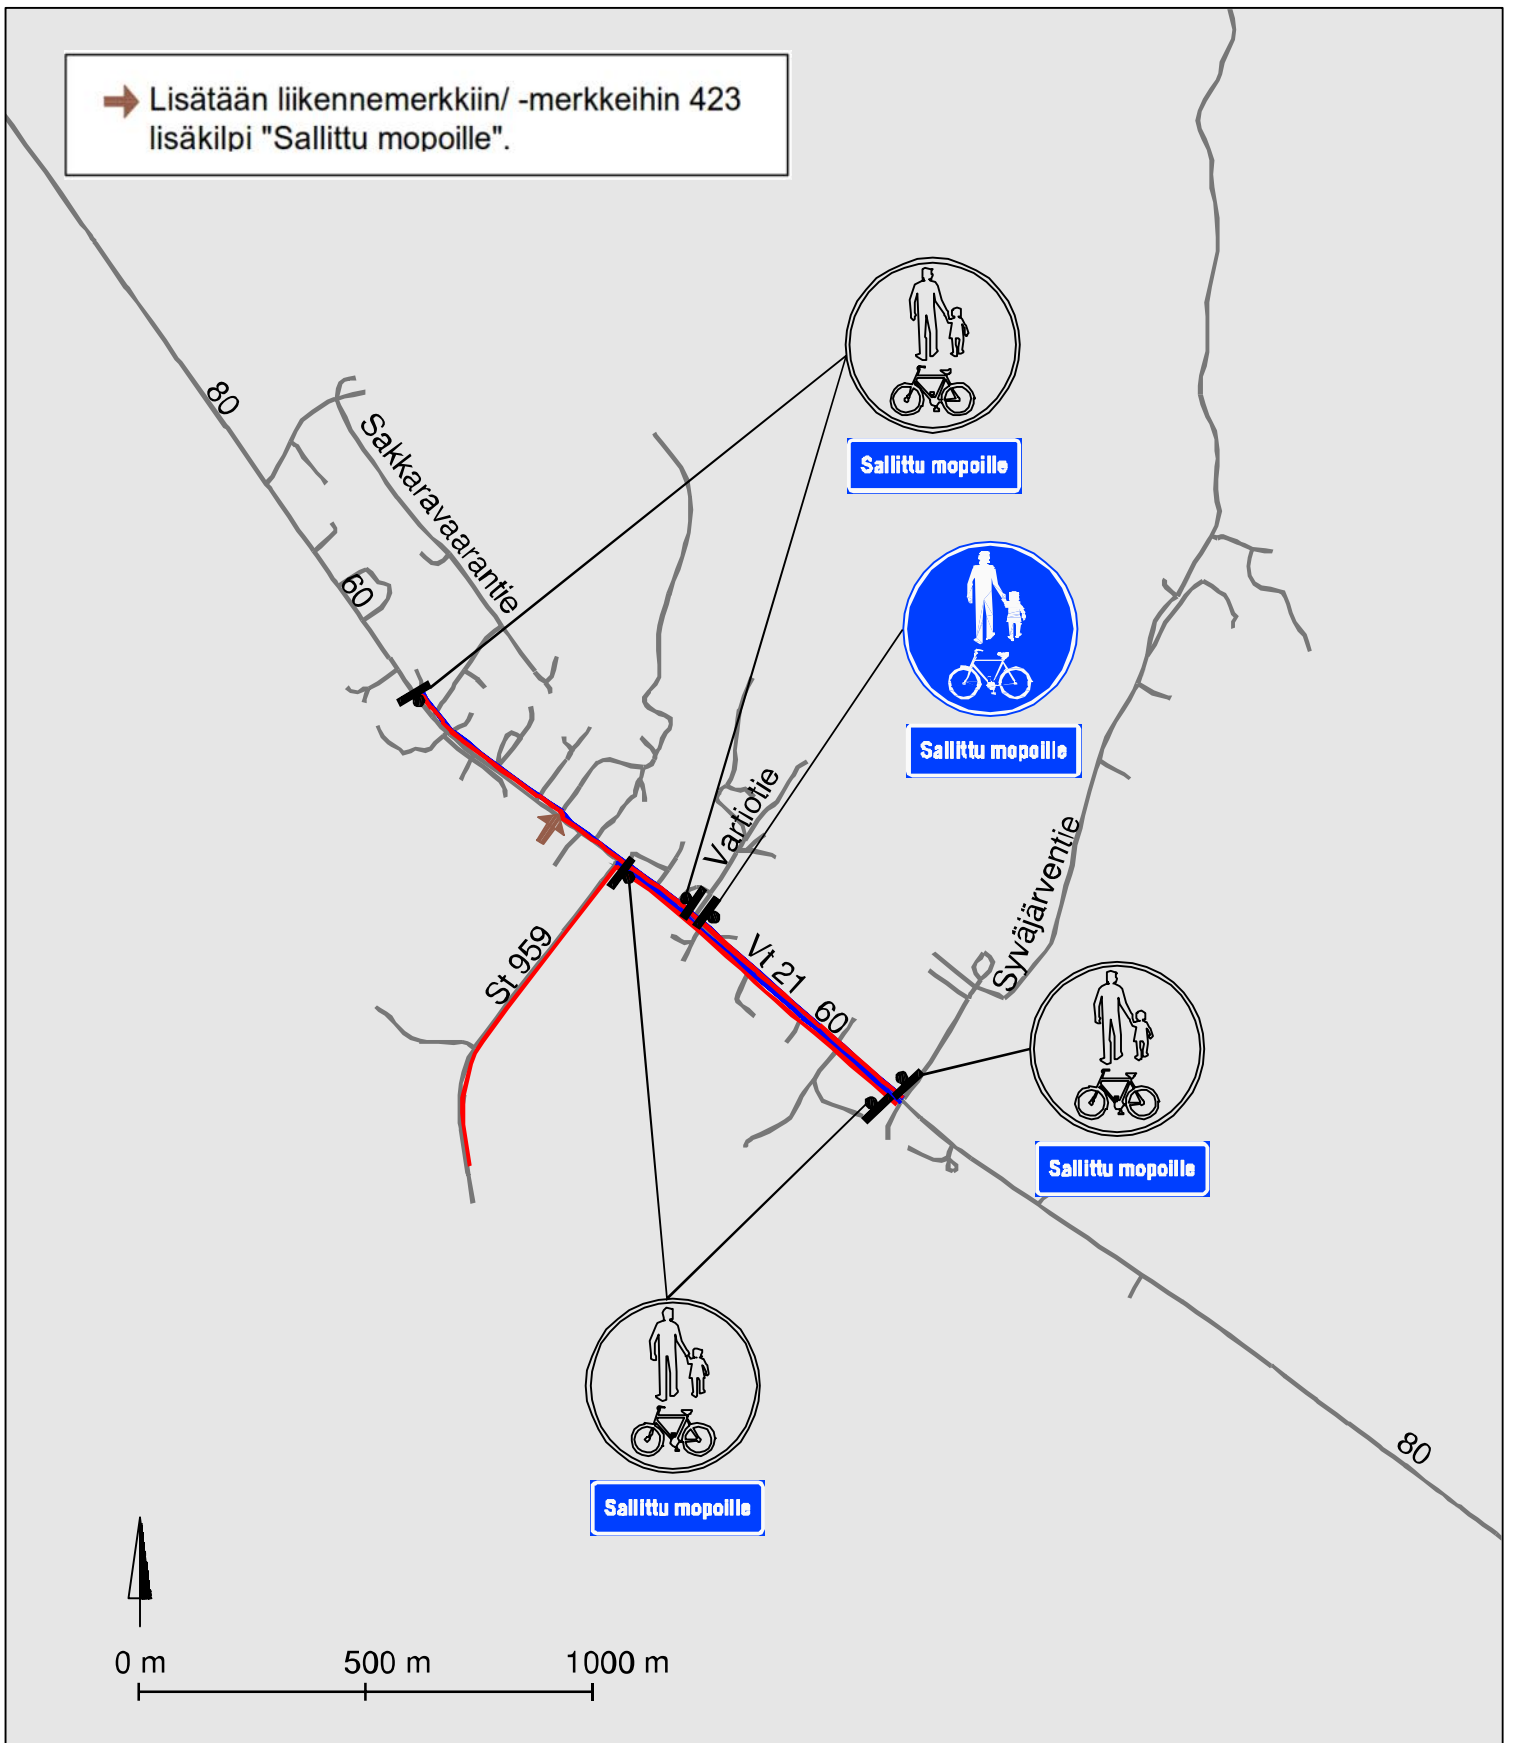 Lisätään liikennemerkkiin/ -merkkeihin 423
lisäkilpi "Sallittu mopoille".
80
Sakkaravaarantie
Sallittu mopoille
60
Sallittu mopoille
Vartiotie
Syväjärventie
St 959
Vt 21
60
Sallittu mopoille
80
Sallittu mopoille
0 m
500 m
1000 m